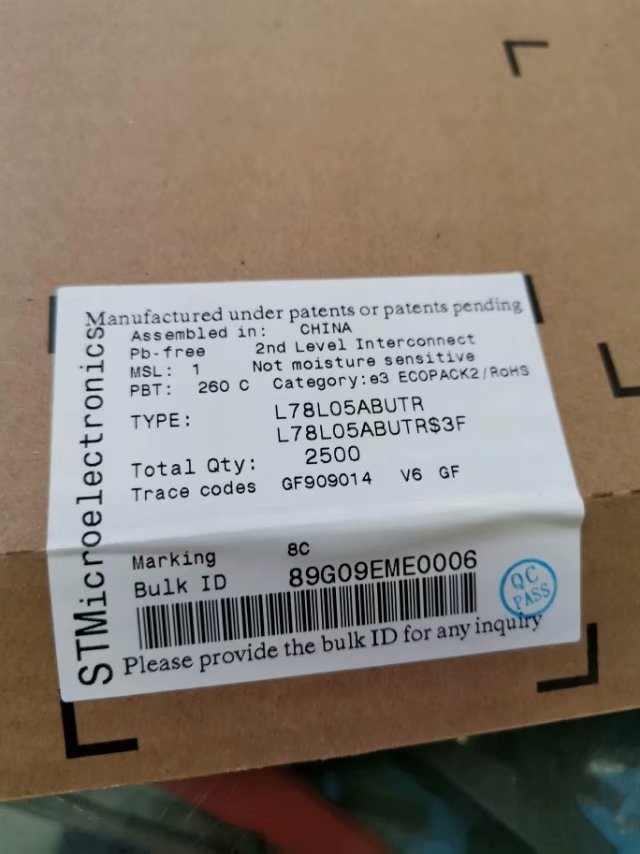 Manufactured under patents or patents pending
STMicroelectronics
Assembled in: CHINA
Pb-free 2nd Level Interconnect
MSL: 1 Not moisture sensitive
PBT: 260 C Category:e3 ECOPACK2/RoHS
TYPE: L78L05ABUTR
L78L05ABUTR$3F
Total Qty: 2500
Trace codes GF909014 V6 GF
Marking 8C
Bulk ID 89G09EME0006
QC PASS
Please provide the bulk ID for any inquiry